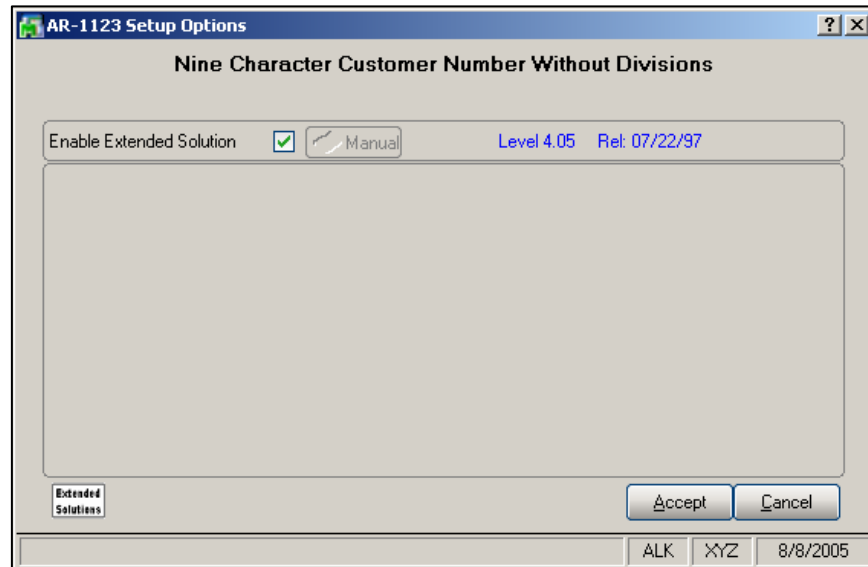 AR-1123 Setup Options
Nine Character Customer Number Without Divisions
Enable Extended Solution Manual Level 4.05 Rel: 07/22/97
Extended
Solutions
Accept Cancel
ALK XYZ 8/8/2005